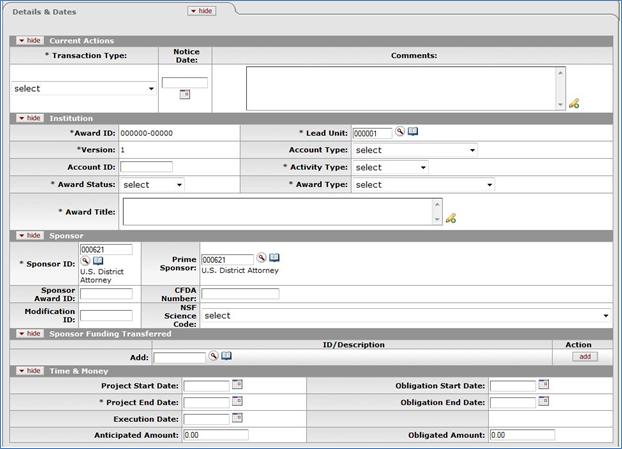 Details & Dates hide
hide Current Actions
* Transaction Type: Notice Date: Comments:
select
hide Institution
*Award ID: 000000-00000 * Lead Unit: 000001
*Version: 1 Account Type: select
Account ID: * Activity Type: select
* Award Status: select * Award Type: select
* Award Title:
hide Sponsor
* Sponsor ID: 000621 U.S. District Attorney Prime Sponsor: 000621 U.S. District Attorney
Sponsor Award ID: CFDA Number:
Modification ID: NSF Science Code: select
hide Sponsor Funding Transferred
ID/Description Action
Add: add
hide Time & Money
Project Start Date: Obligation Start Date:
* Project End Date: Obligation End Date:
Execution Date:
Anticipated Amount: 0.00 Obligated Amount: 0.00